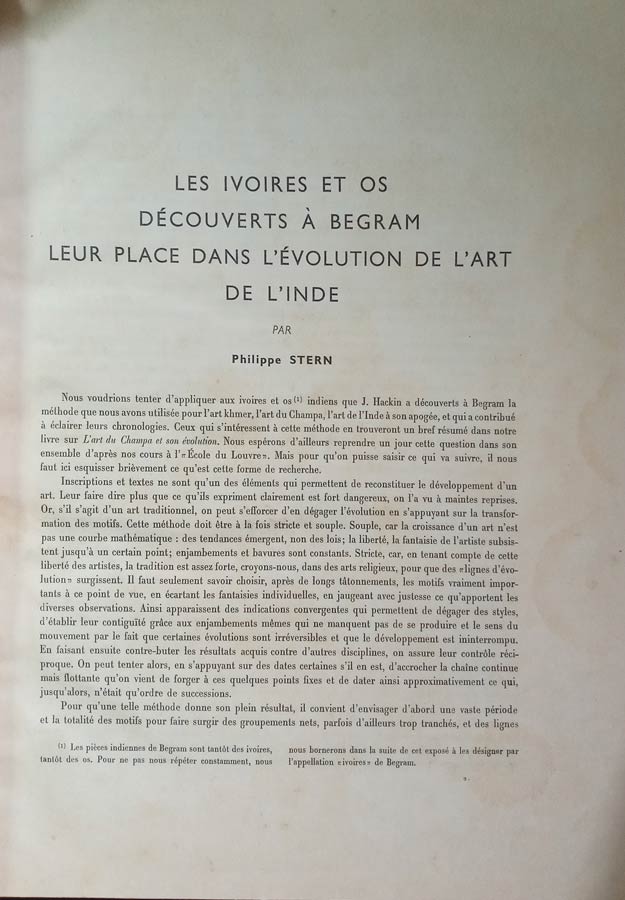 LES IVOIRES ET OS
DÉCOUVERTS À BEGRAM
LEUR PLACE DANS L'ÉVOLUTION DE L'ART
DE L'INDE
PAR
Philippe STERN
Nous voudrions tenter d'appliquer aux ivoires et os(1) indiens que J. Hackin a découverts à Begram la
méthode que nous avons utilisée pour l'art khmer, l'art du Champa, l'art de l'Inde à son apogée, et qui a contribué
à éclairer leurs chronologies. Ceux qui s'intéressent à cette méthode en trouveront un bref résumé dans notre
livre sur L'art du Champa et son évolution. Nous espérons d'ailleurs reprendre un jour cette question dans son
ensemble d'après nos cours à l'«École du Louvre». Mais pour qu'on puisse saisir ce qui va suivre, il nous
faut ici esquisser brièvement ce qu'est cette forme de recherche.
Inscriptions et textes ne sont qu'un des éléments qui permettent de reconstituer le développement d'un
art. Leur faire dire plus que ce qu'ils expriment clairement est fort dangereux, on l'a vu à maintes reprises.
Or, s'il s'agit d'un art traditionnel, on peut s'efforcer d'en dégager l'évolution en s'appuyant sur la transfor-
mation des motifs. Cette méthode doit être à la fois stricte et souple. Souple, car la croissance d'un art n'est
pas une courbe mathématique : des tendances émergent, non des lois; la liberté, la fantaisie de l'artiste subsis-
tent jusqu'à un certain point; enjambements et bavures sont constants. Stricte, car, en tenant compte de cette
liberté des artistes, la tradition est assez forte, croyons-nous, dans des arts religieux, pour que des «lignes d'évo-
lution» surgissent. Il faut seulement savoir choisir, après de longs tâtonnements, les motifs vraiment impor-
tants à ce point de vue, en écartant les fantaisies individuelles, en jaugeant avec justesse ce qu'apportent les
diverses observations. Ainsi apparaissent des indications convergentes qui permettent de dégager des styles,
d'établir leur contiguïté grâce aux enjambements mêmes qui ne manquent pas de se produire et le sens du
mouvement par le fait que certaines évolutions sont irréversibles et que le développement est ininterrompu.
En faisant ensuite contre-buter les résultats acquis contre d'autres disciplines, on assure leur contrôle réci-
proque. On peut tenter alors, en s'appuyant sur des dates certaines s'il en est, d'accrocher la chaîne continue
mais flottante qu'on vient de forger à ces quelques points fixes et de dater ainsi approximativement ce qui,
jusqu'alors, n'était qu'ordre de successions.
Pour qu'une telle méthode donne son plein résultat, il convient d'envisager d'abord une vaste période
et la totalité des motifs pour faire surgir des groupements nets, parfois d'ailleurs trop tranchés, et des lignes
(1) Les pièces indiennes de Begram sont tantôt des ivoires,
tantôt des os. Pour ne pas nous répéter constamment, nous
nous bornerons dans la suite de cet exposé à les désigner par
l'appellation «ivoires» de Begram.